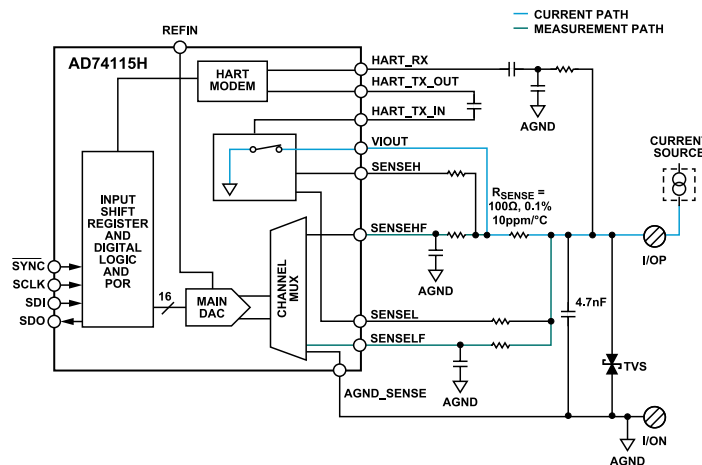 REFIN
CURRENT PATH
MEASUREMENT PATH
AD74115H
HART_RX
HART
MODEM
HART_TX_OUT
HART_TX_IN
AGND
VIOUT
SENSEH
CURRENT
SOURCE
INPUT
SHIFT
REGISTER
AND
DIGITAL
LOGIC
AND
POR
RSENSE =
100Ω, 0.1%
10ppm/°C
SENSEHF
CHANNEL
MUX
I/OP
AGND
SYNC
SCLK
SDI
SDO
16
MAIN
DAC
4.7nF
SENSEL
SENSELF
TVS
AGND
AGND_SENSE
I/ON
AGND